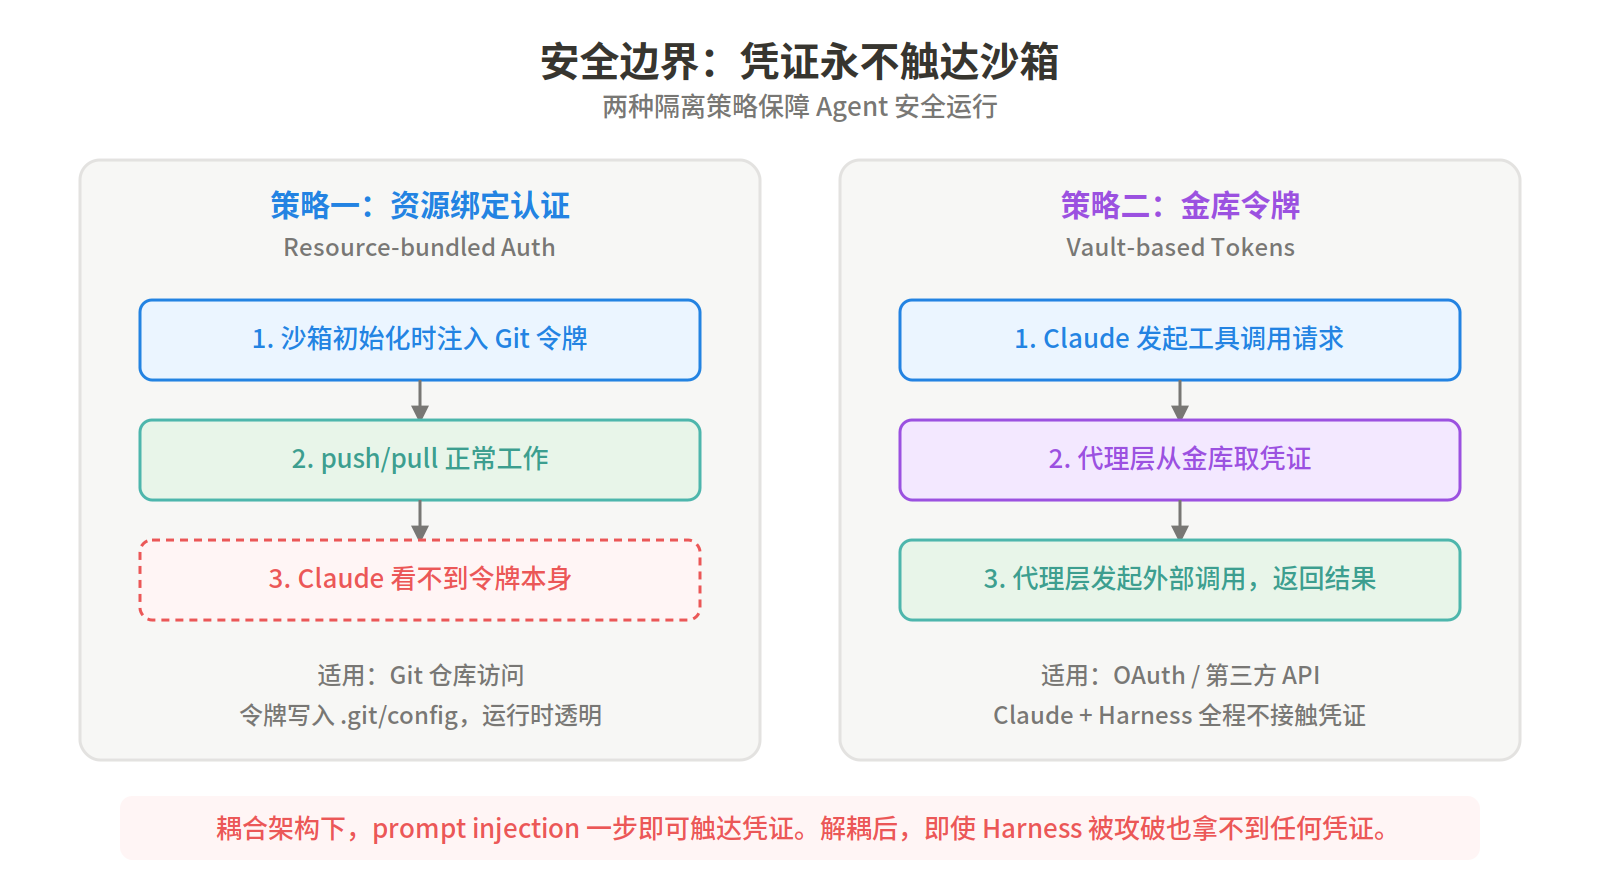 安全边界：凭证永不触达沙箱
两种隔离策略保障 Agent 安全运行
策略一：资源绑定认证
Resource-bundled Auth
1. 沙箱初始化时注入 Git 令牌
2. push/pull 正常工作
3. Claude 看不到令牌本身
适用：Git 仓库访问
令牌写入 .git/config，运行时透明
策略二：金库令牌
Vault-based Tokens
1. Claude 发起工具调用请求
2. 代理层从金库取凭证
3. 代理层发起外部调用，返回结果
适用：OAuth / 第三方 API
Claude + Harness 全程不接触凭证
耦合架构下，prompt injection 一步即可触达凭证。解耦后，即使 Harness 被攻破也拿不到任何凭证。